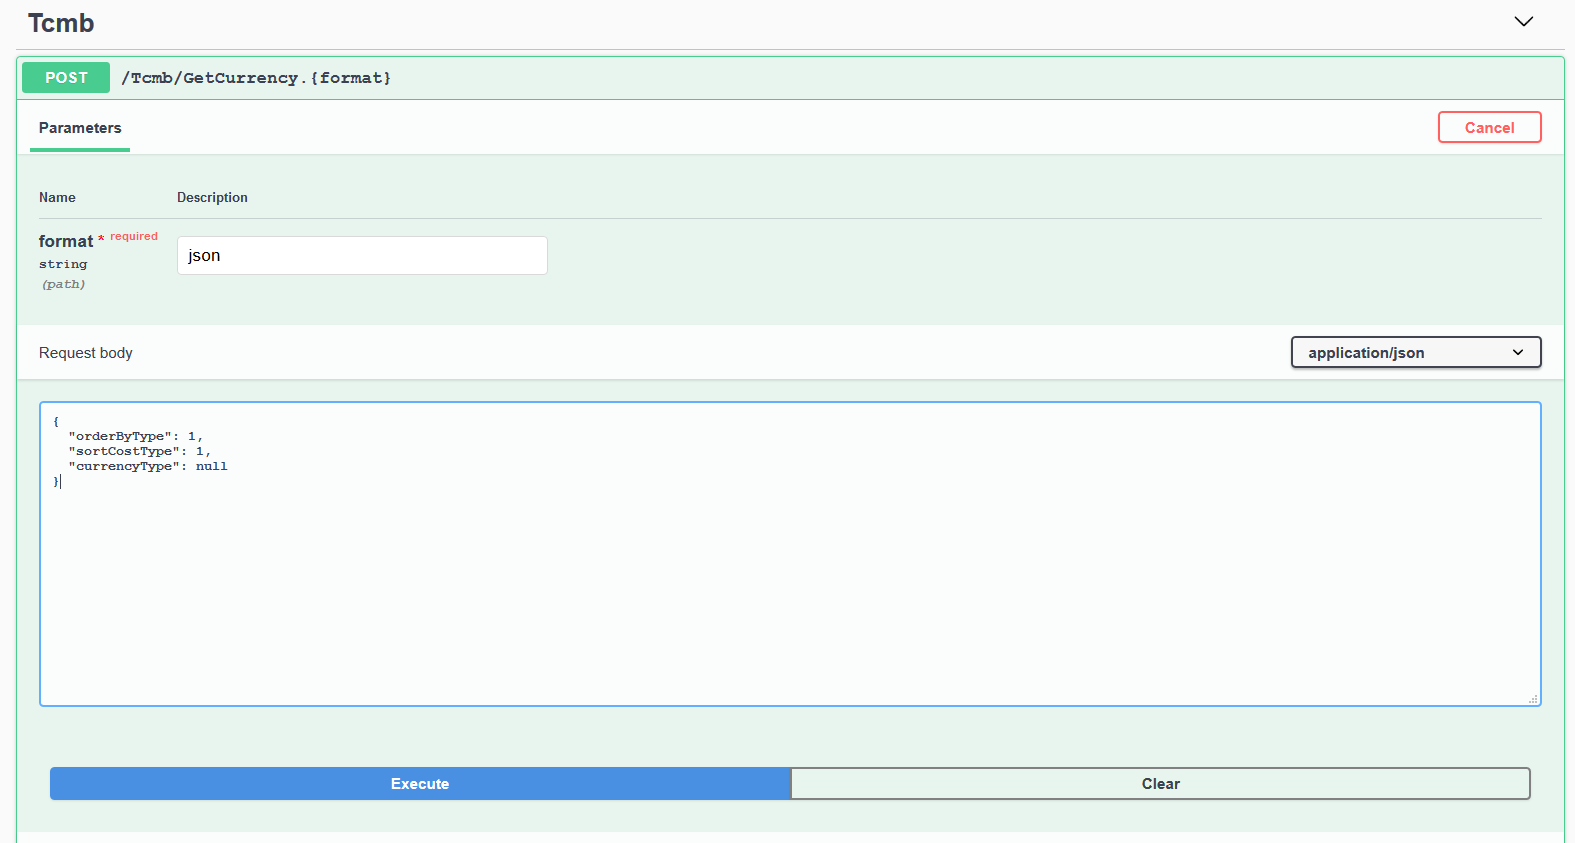 Tcmb
POST /Tcmb/GetCurrency.{format}
Parameters
Cancel
Name Description
format * required
string
(path)
json
Request body
application/json
{
  "orderByType": 1,
  "sortCostType": 1,
  "currencyType": null
}
Execute
Clear